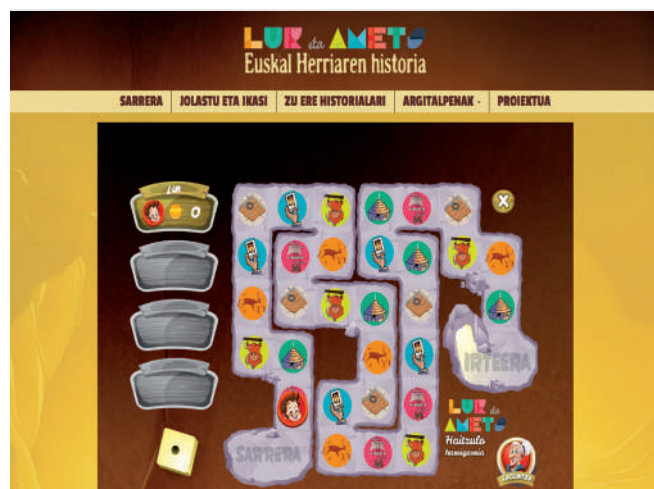 LUR eta AMETS
Euskal Herriaren historia
SARRERA JOLASTU ETA IKASI ZU ERE HISTORIALARI ARGITALPENAK PROIEKTUA
LUR
0
X
IRTEERA
SARRERA
LUR eta
AMETS
Haitzulo
LAGUNTZA